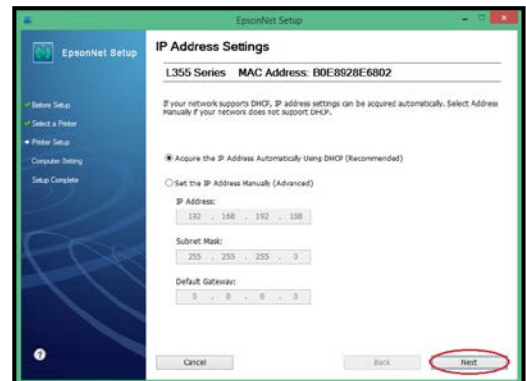 EpsonNet Setup
EpsonNet Setup
IP Address Settings
L355 Series MAC Address: B0E8928E6802
Before Setup
Select a Printer
Printer Setup
Computer Setting
Setup Complete
If your network supports DHCP, IP address settings can be acquired automatically. Select Address
Manually if your network does not support DHCP.
Acquire the IP Address Automatically Using DHCP (Recommended)
Set the IP Address Manually (Advanced)
IP Address:
192 . 168 . 192 . 168
Subnet Mask:
255 . 255 . 255 . 0
Default Gateway:
0 . 0 . 0 . 0
?
Cancel
Back
Next